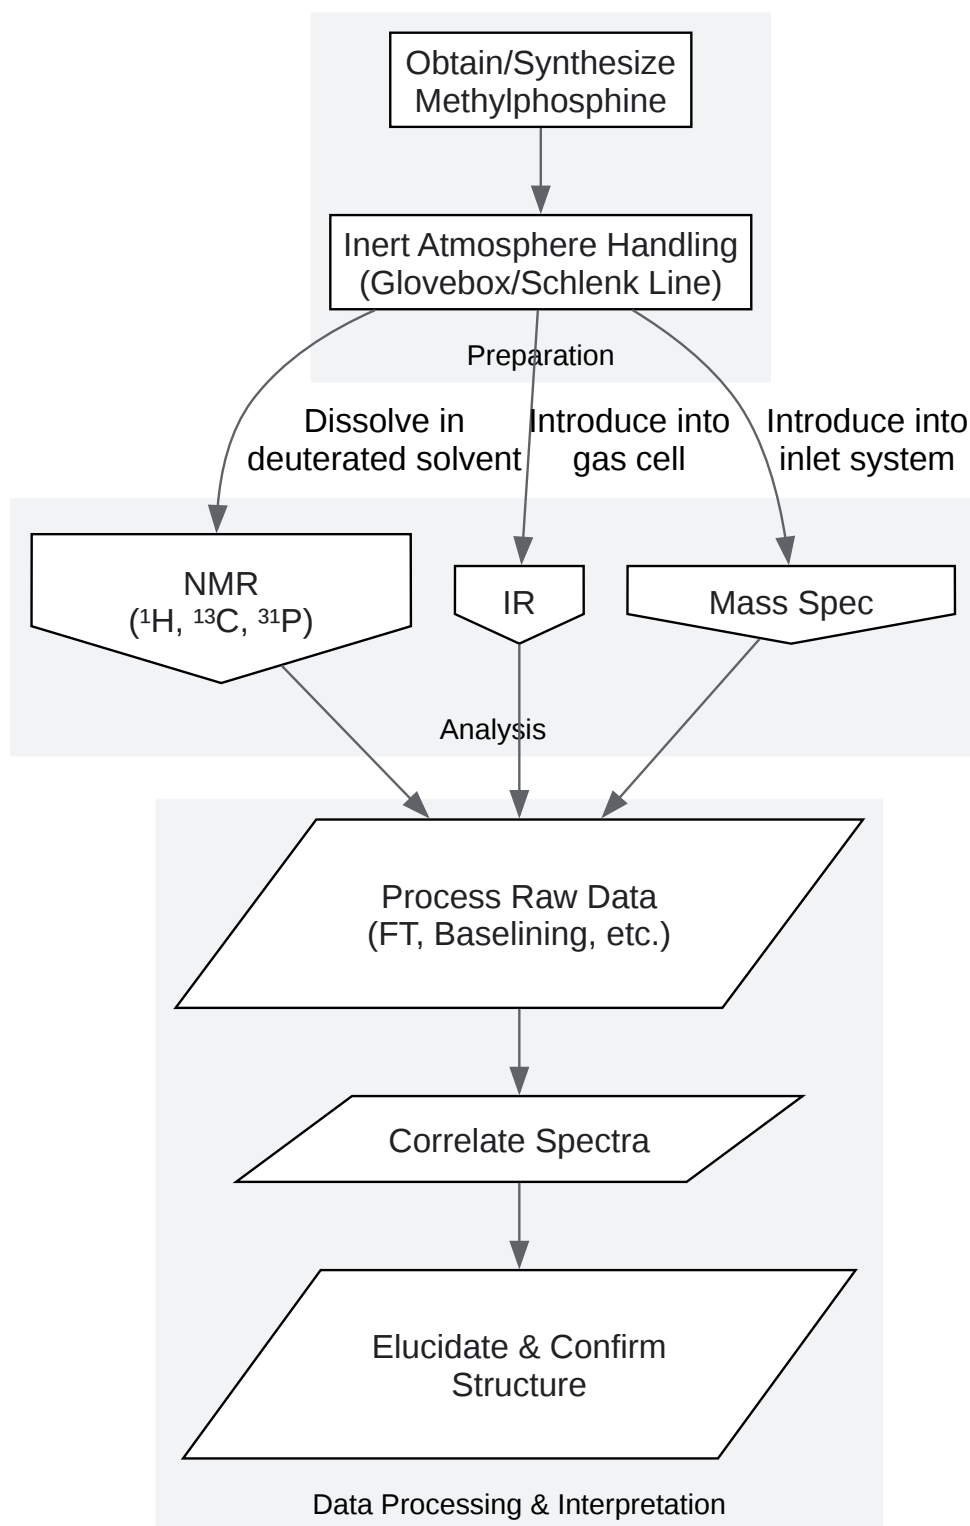 Obtain/Synthesize
Methylphosphine
Inert Atmosphere Handling
(Glovebox/Schlenk Line)
Preparation
Dissolve in
deuterated solvent
Introduce into
gas cell
Introduce into
inlet system
NMR
(¹H, ¹³C, ³¹P)
IR
Mass Spec
Analysis
Process Raw Data
(FT, Baselining, etc.)
Correlate Spectra
Elucidate & Confirm
Structure
Data Processing & Interpretation